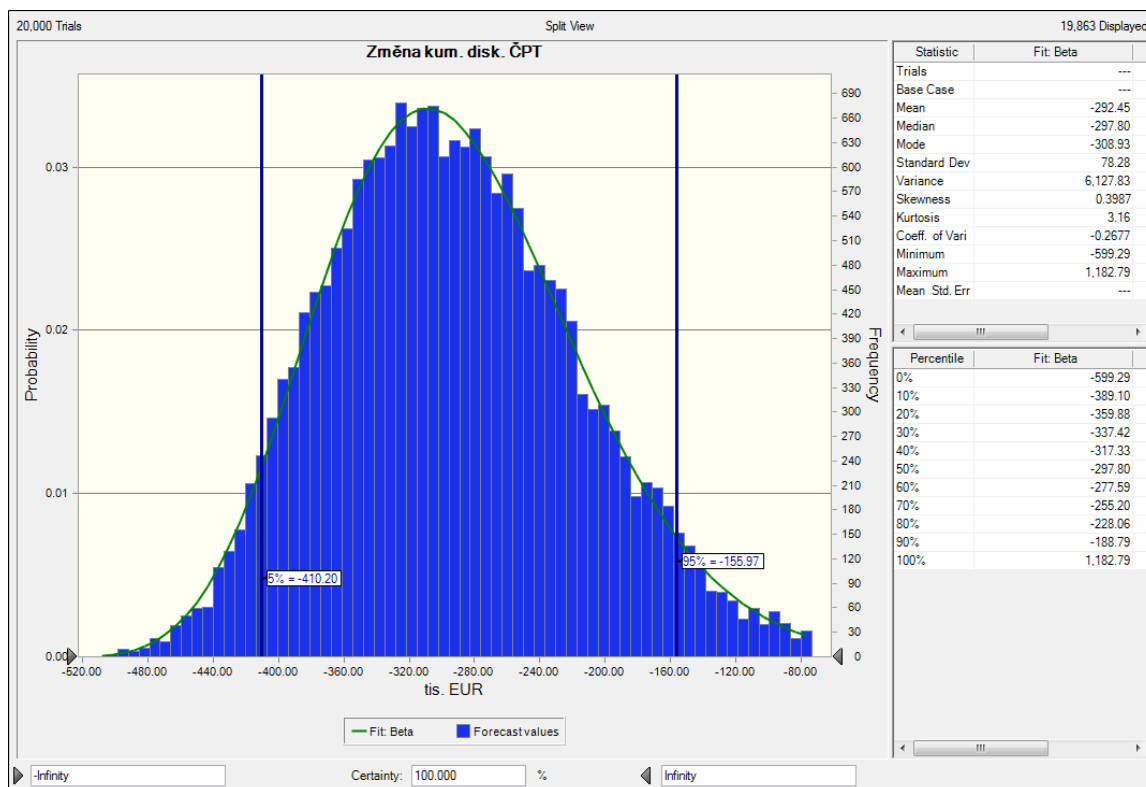 20,000 Trials Split View 19,863 Displayed
Změna kum. disk. ČPT
Probability
0.03
0.02
0.01
0.00
Frequency
690
660
630
600
570
540
510
480
450
420
390
360
330
300
270
240
210
180
150
120
90
60
30
0
5% = -410.20
95% = -155.97
-520.00 -480.00 -440.00 -400.00 -360.00 -320.00 -280.00 -240.00 -200.00 -160.00 -120.00 -80.00
tis. EUR
Fit: Beta Forecast values
-Infinity Certainty: 100.000 % Infinity
Statistic Fit: Beta
Trials ---
Base Case ---
Mean -292.45
Median -297.80
Mode -308.93
Standard Dev 78.28
Variance 6,127.83
Skewness 0.3987
Kurtosis 3.16
Coeff. of Vari -0.2677
Minimum -599.29
Maximum 1,182.79
Mean Std. Err ---
Percentile Fit: Beta
0% -599.29
10% -389.10
20% -359.88
30% -337.42
40% -317.33
50% -297.80
60% -277.59
70% -255.20
80% -228.06
90% -188.79
100% 1,182.79